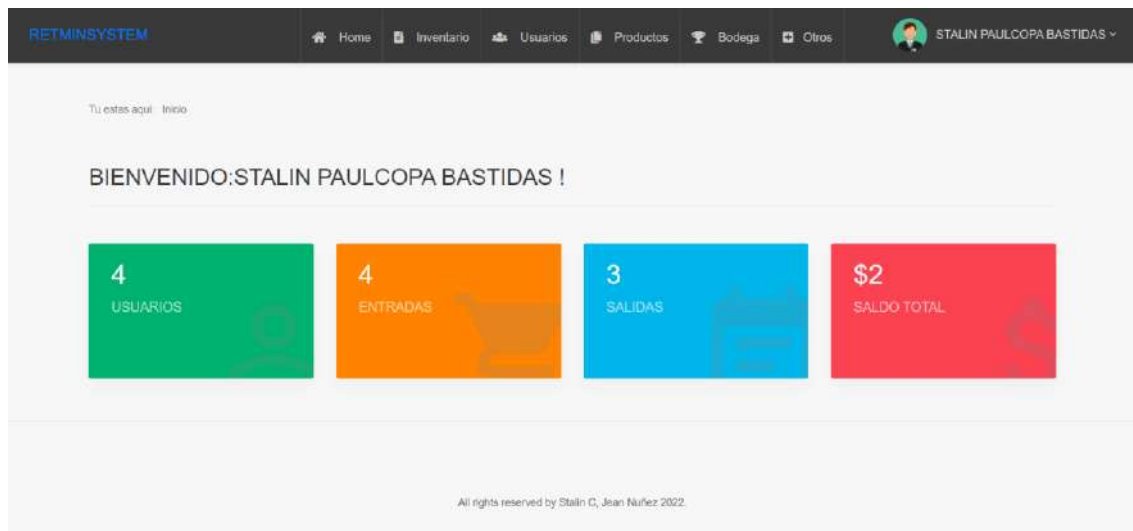 RETMINSYSTEM
Home Inventario Usuarios Productos Bodega Otros
STALIN PAULCOPA BASTIDAS
Tu estas aqui: Inicio
BIENVENIDO:STALIN PAULCOPA BASTIDAS !
4
USUARIOS
4
ENTRADAS
3
SALIDAS
$2
SALDO TOTAL
All rights reserved by Stalin C, Jean Nuñez 2022.